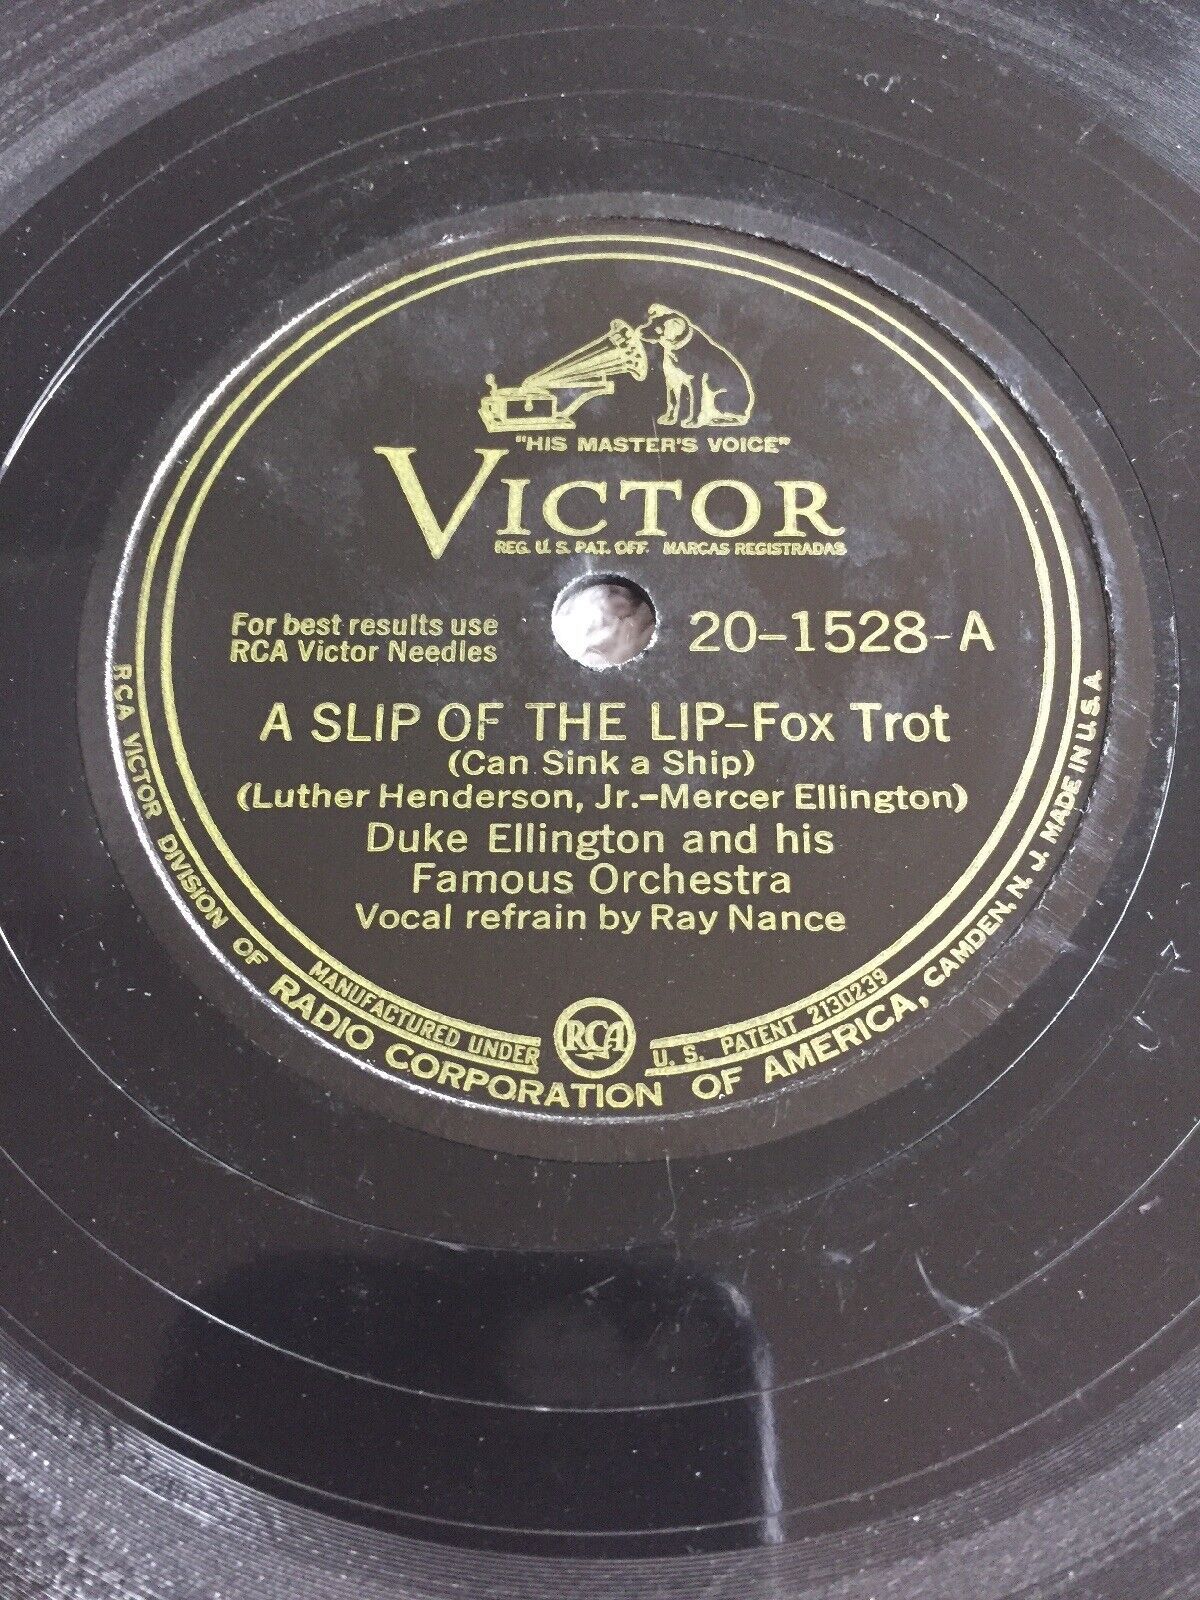 "HIS MASTER'S VOICE"
VICTOR
REG. U. S. PAT. OFF. MARCAS REGISTRADAS
For best results use
RCA Victor Needles
20-1528-A
A SLIP OF THE LIP-Fox Trot
(Can Sink a Ship)
(Luther Henderson, Jr.-Mercer Ellington)
Duke Ellington and his
Famous Orchestra
Vocal refrain by Ray Nance
MANUFACTURED UNDER
RCA
U. S. PATENT 2130239
RCA VICTOR DIVISION OF RADIO CORPORATION OF AMERICA, CAMDEN, N. J. MADE IN U. S. A.